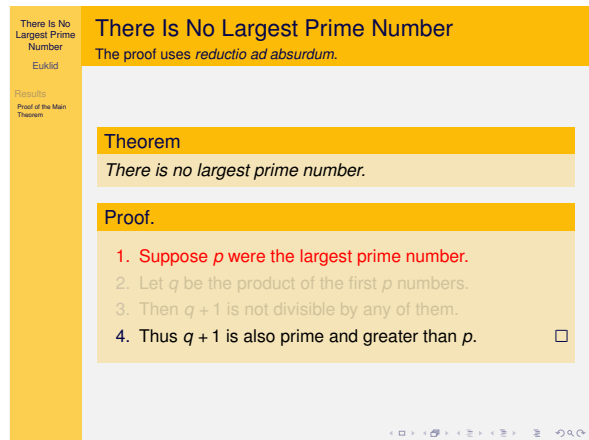 There Is No
Largest Prime
Number
Euklid
Results
Proof of the Main
Theorem
There Is No Largest Prime Number
The proof uses reductio ad absurdum.
Theorem
There is no largest prime number.
Proof.
1. Suppose p were the largest prime number.
2. Let q be the product of the first p numbers.
3. Then q + 1 is not divisible by any of them.
4. Thus q + 1 is also prime and greater than p.